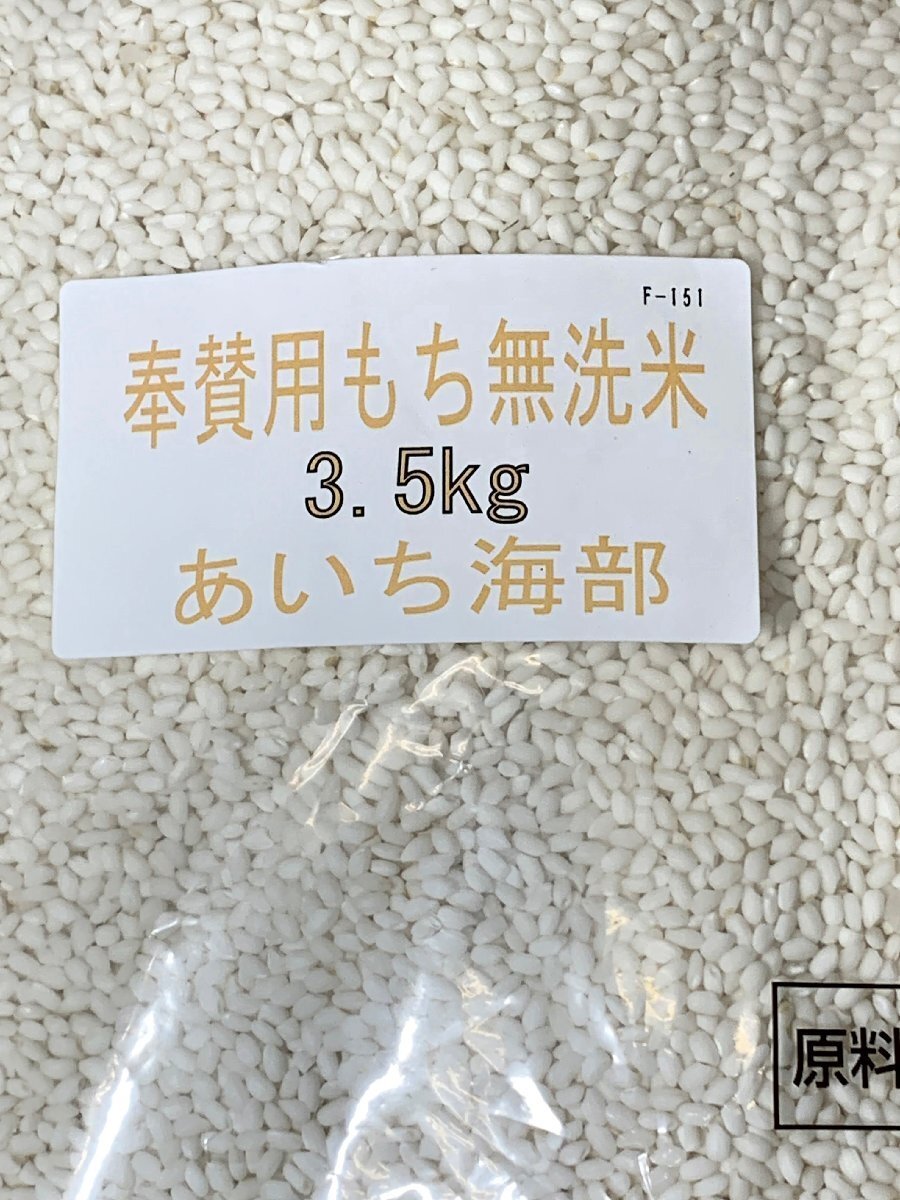 F-151
奉賛用もち無洗米
3.5kg
あいち海部
原料